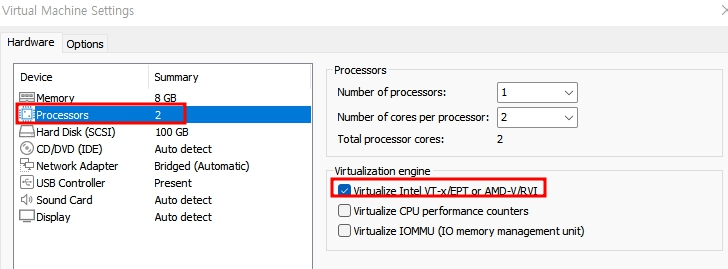 Virtual Machine Settings
Hardware Options
Device Summary
Memory 8 GB
Processors 2
Hard Disk (SCSI) 100 GB
CD/DVD (IDE) Auto detect
Network Adapter Bridged (Automatic)
USB Controller Present
Sound Card Auto detect
Display Auto detect
Processors
Number of processors: 1
Number of cores per processor: 2
Total processor cores: 2
Virtualization engine
Virtualize Intel VT-x/EPT or AMD-V/RVI
Virtualize CPU performance counters
Virtualize IOMMU (IO memory management unit)